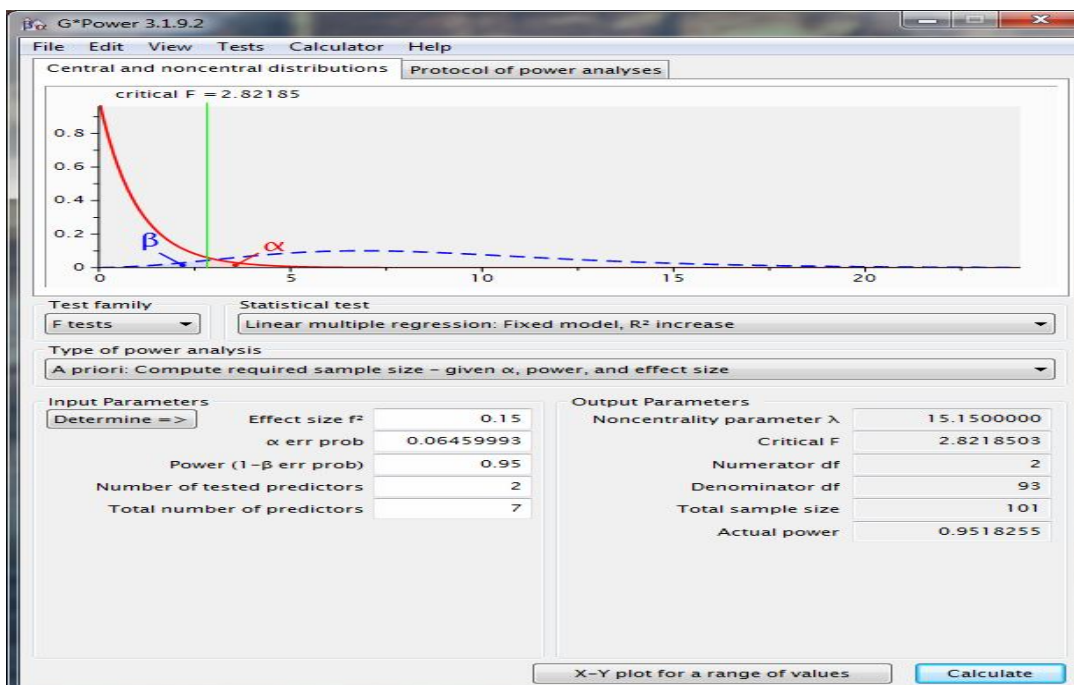 βα G*Power 3.1.9.2
File Edit View Tests Calculator Help
Central and noncentral distributions Protocol of power analyses
critical F = 2.82185
0.8
0.6
0.4
0.2
0
β α
0 5 10 15 20
Test family Statistical test
F tests Linear multiple regression: Fixed model, R² increase
Type of power analysis
A priori: Compute required sample size – given α, power, and effect size
Input Parameters Output Parameters
Determine => Effect size f² 0.15 Noncentrality parameter λ 15.1500000
α err prob 0.06459993 Critical F 2.8218503
Power (1-β err prob) 0.95 Numerator df 2
Number of tested predictors 2 Denominator df 93
Total number of predictors 7 Total sample size 101
Actual power 0.9518255
X-Y plot for a range of values Calculate